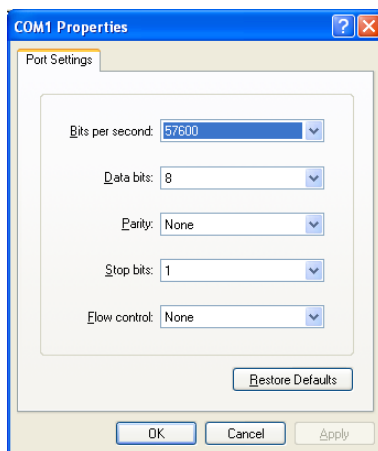 COM1 Properties
Port Settings
Bits per second: 57600
Data bits: 8
Parity: None
Stop bits: 1
Flow control: None
Restore Defaults
OK Cancel Apply